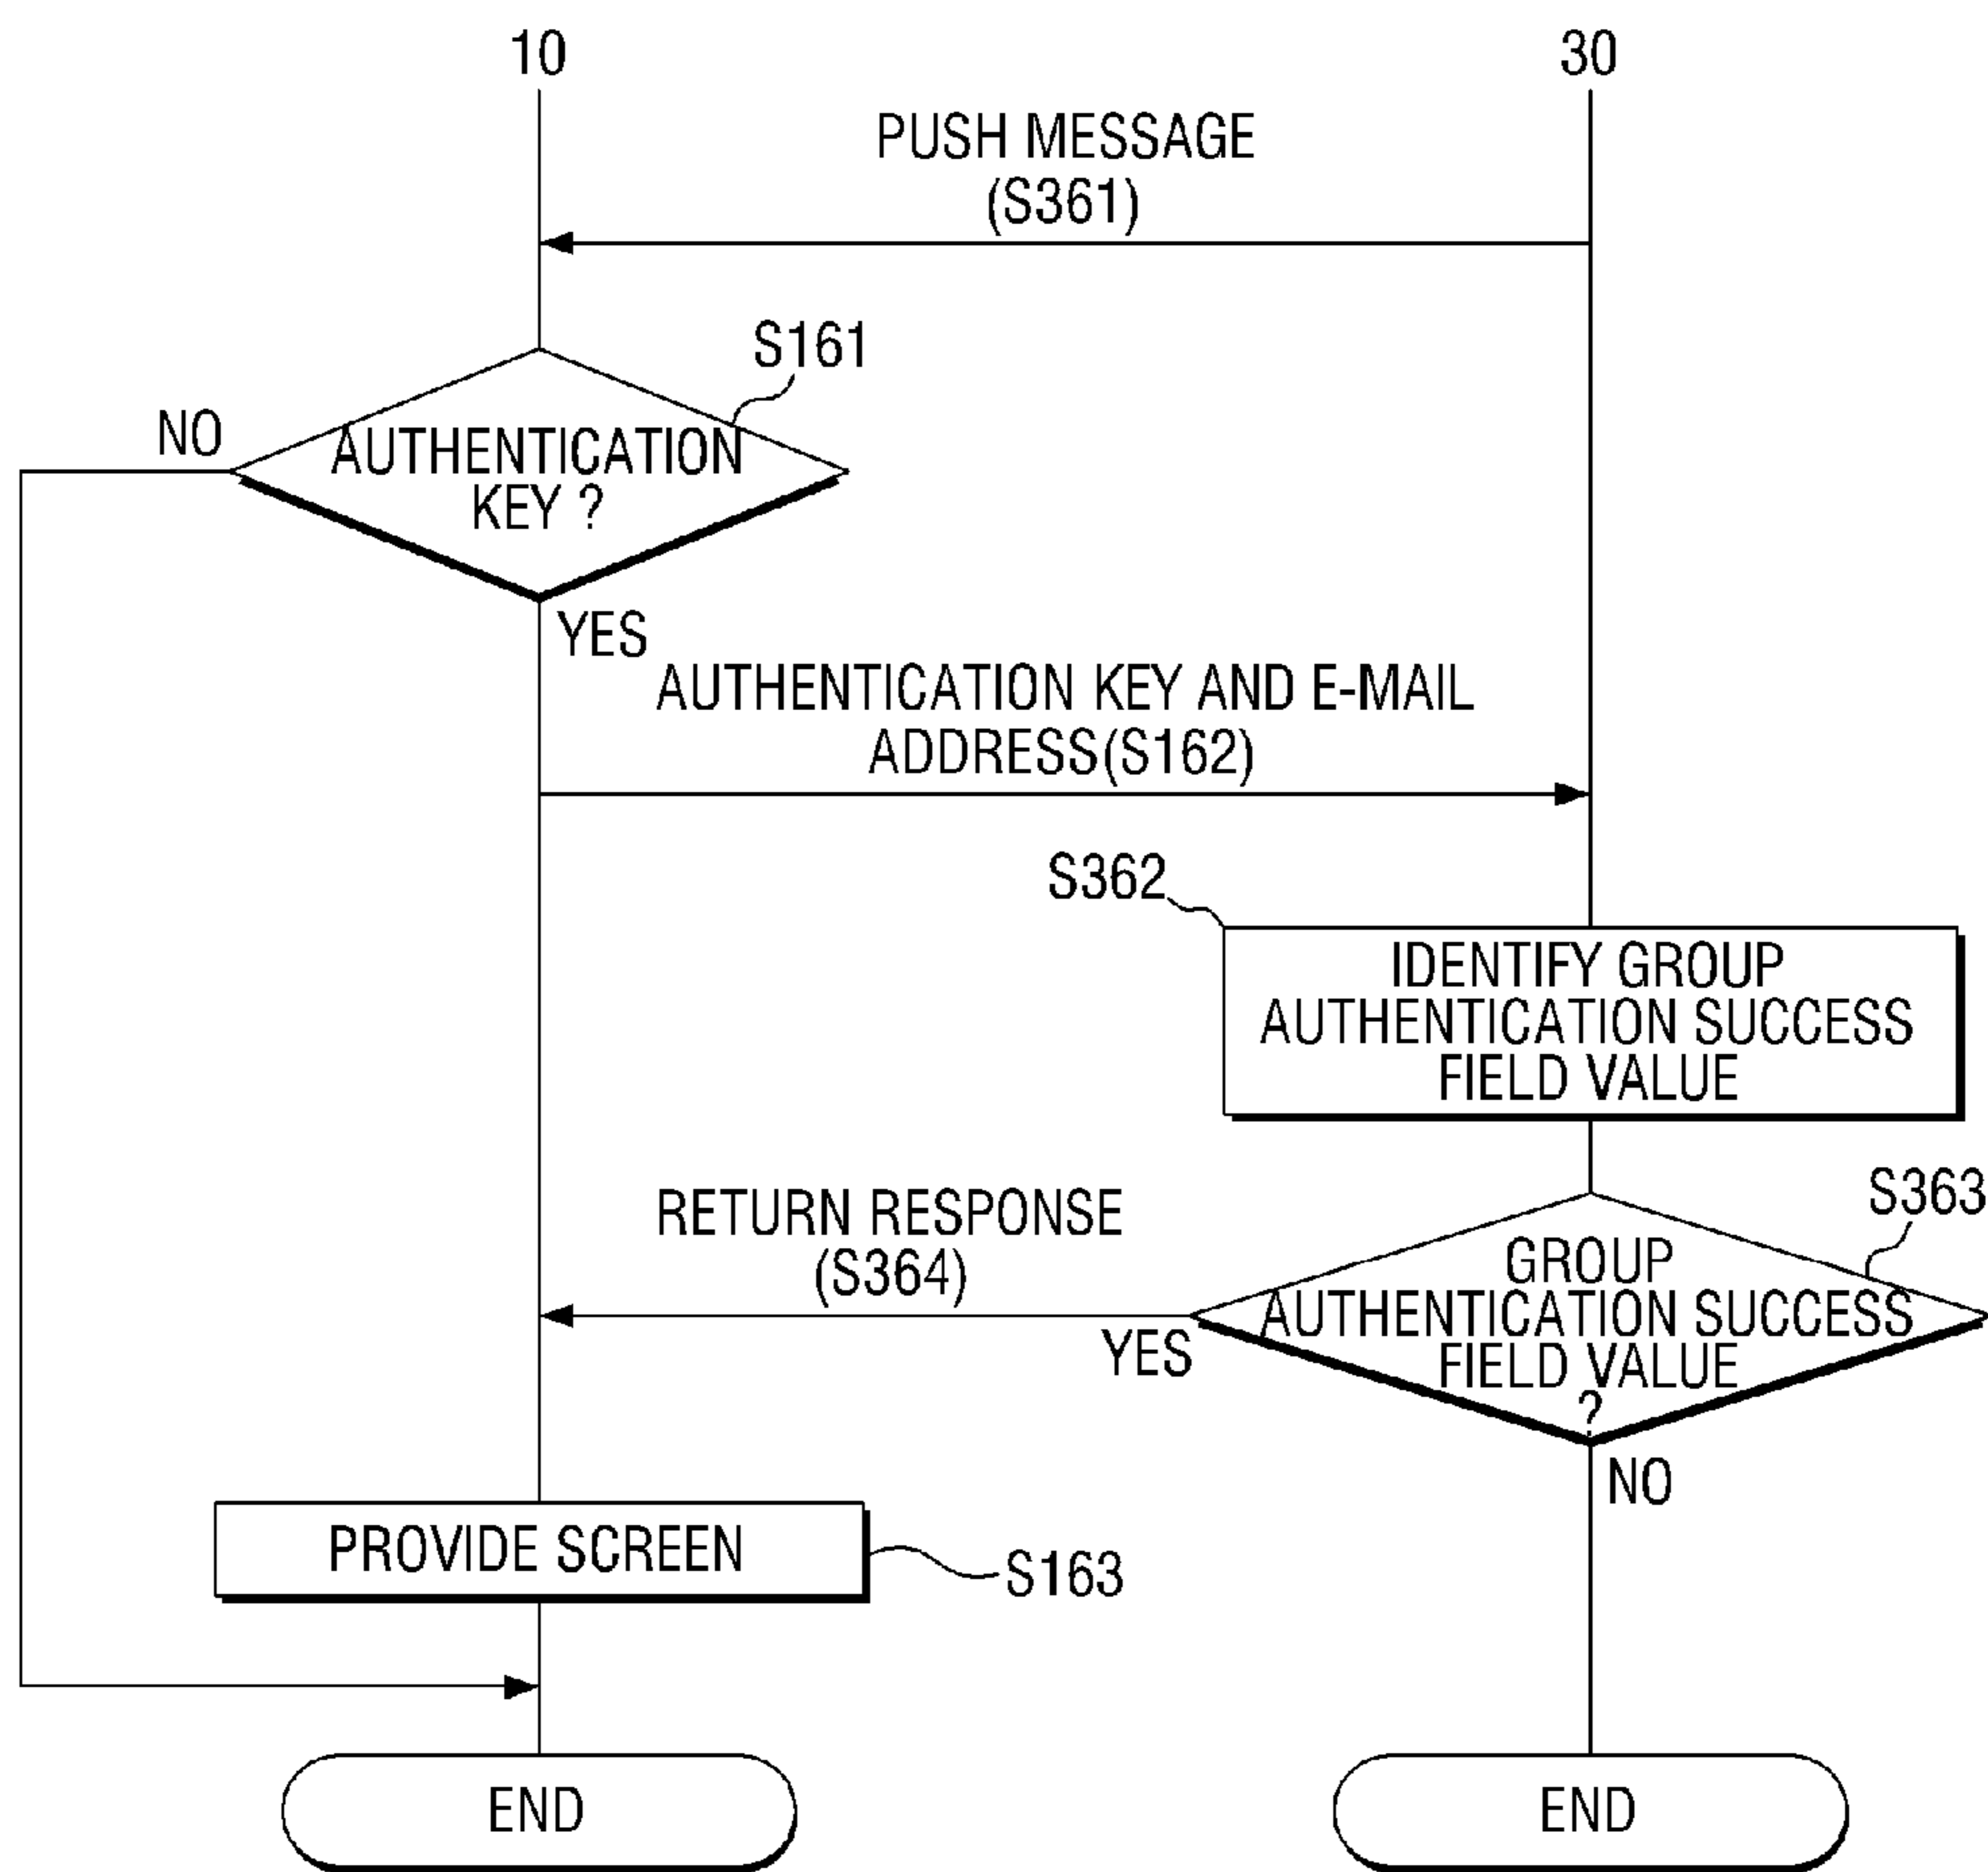 10
30
PUSH MESSAGE
(S361)
S161
NO
AUTHENTICATION
KEY ?
YES
AUTHENTICATION KEY AND E-MAIL
ADDRESS(S162)
S362
IDENTIFY GROUP
AUTHENTICATION SUCCESS
FIELD VALUE
S363
RETURN RESPONSE
(S364)
GROUP
AUTHENTICATION SUCCESS
FIELD VALUE
?
YES
NO
PROVIDE SCREEN
S163
END
END